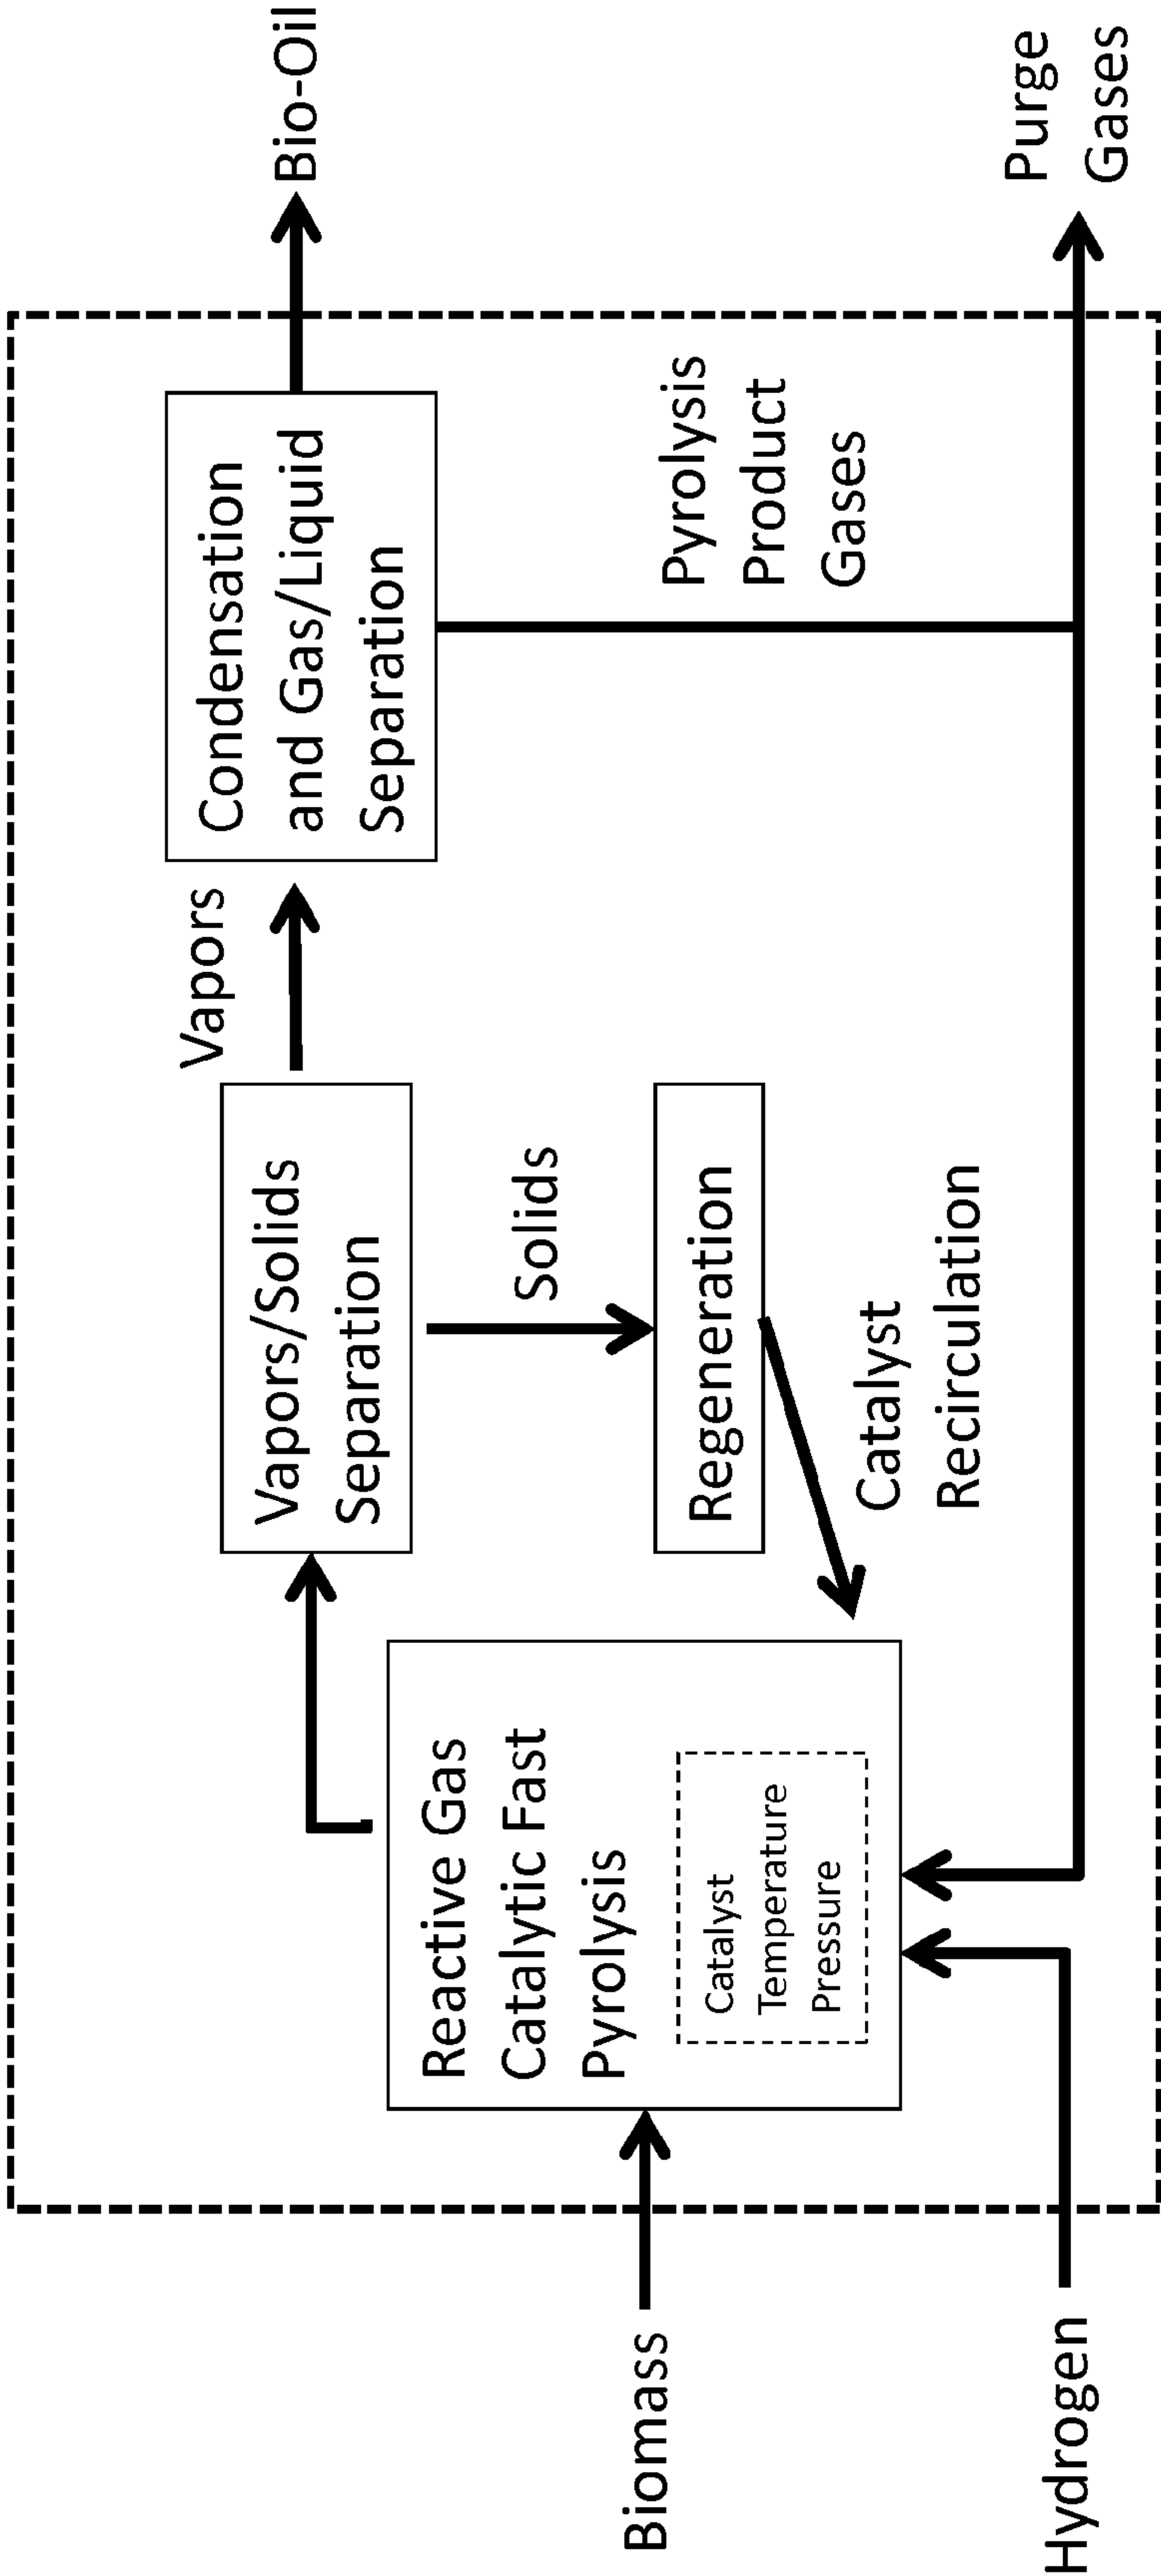 Biomass
Hydrogen
Reactive Gas
Catalytic Fast
Pyrolysis
Catalyst
Temperature
Pressure
Vapors/Solids
Separation
Solids
Regeneration
Catalyst
Recirculation
Vapors
Condensation
and Gas/Liquid
Separation
Pyrolysis
Product
Gases
Bio-Oil
Purge
Gases